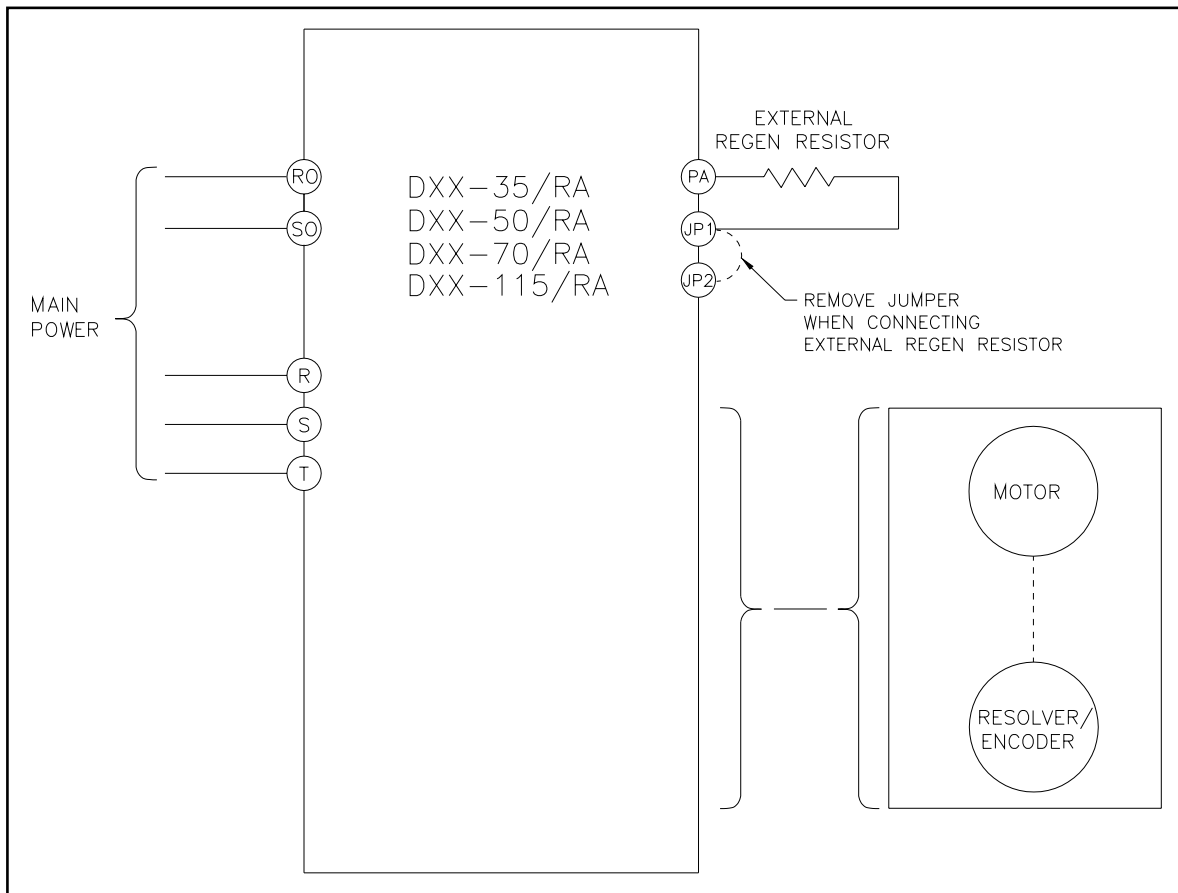 EXTERNAL
REGEN RESISTOR
RO
SO
DXX-35/RA
DXX-50/RA
DXX-70/RA
DXX-115/RA
PA
JP1
JP2
MAIN
POWER
REMOVE JUMPER
WHEN CONNECTING
EXTERNAL REGEN RESISTOR
R
S
T
MOTOR
RESOLVER/
ENCODER